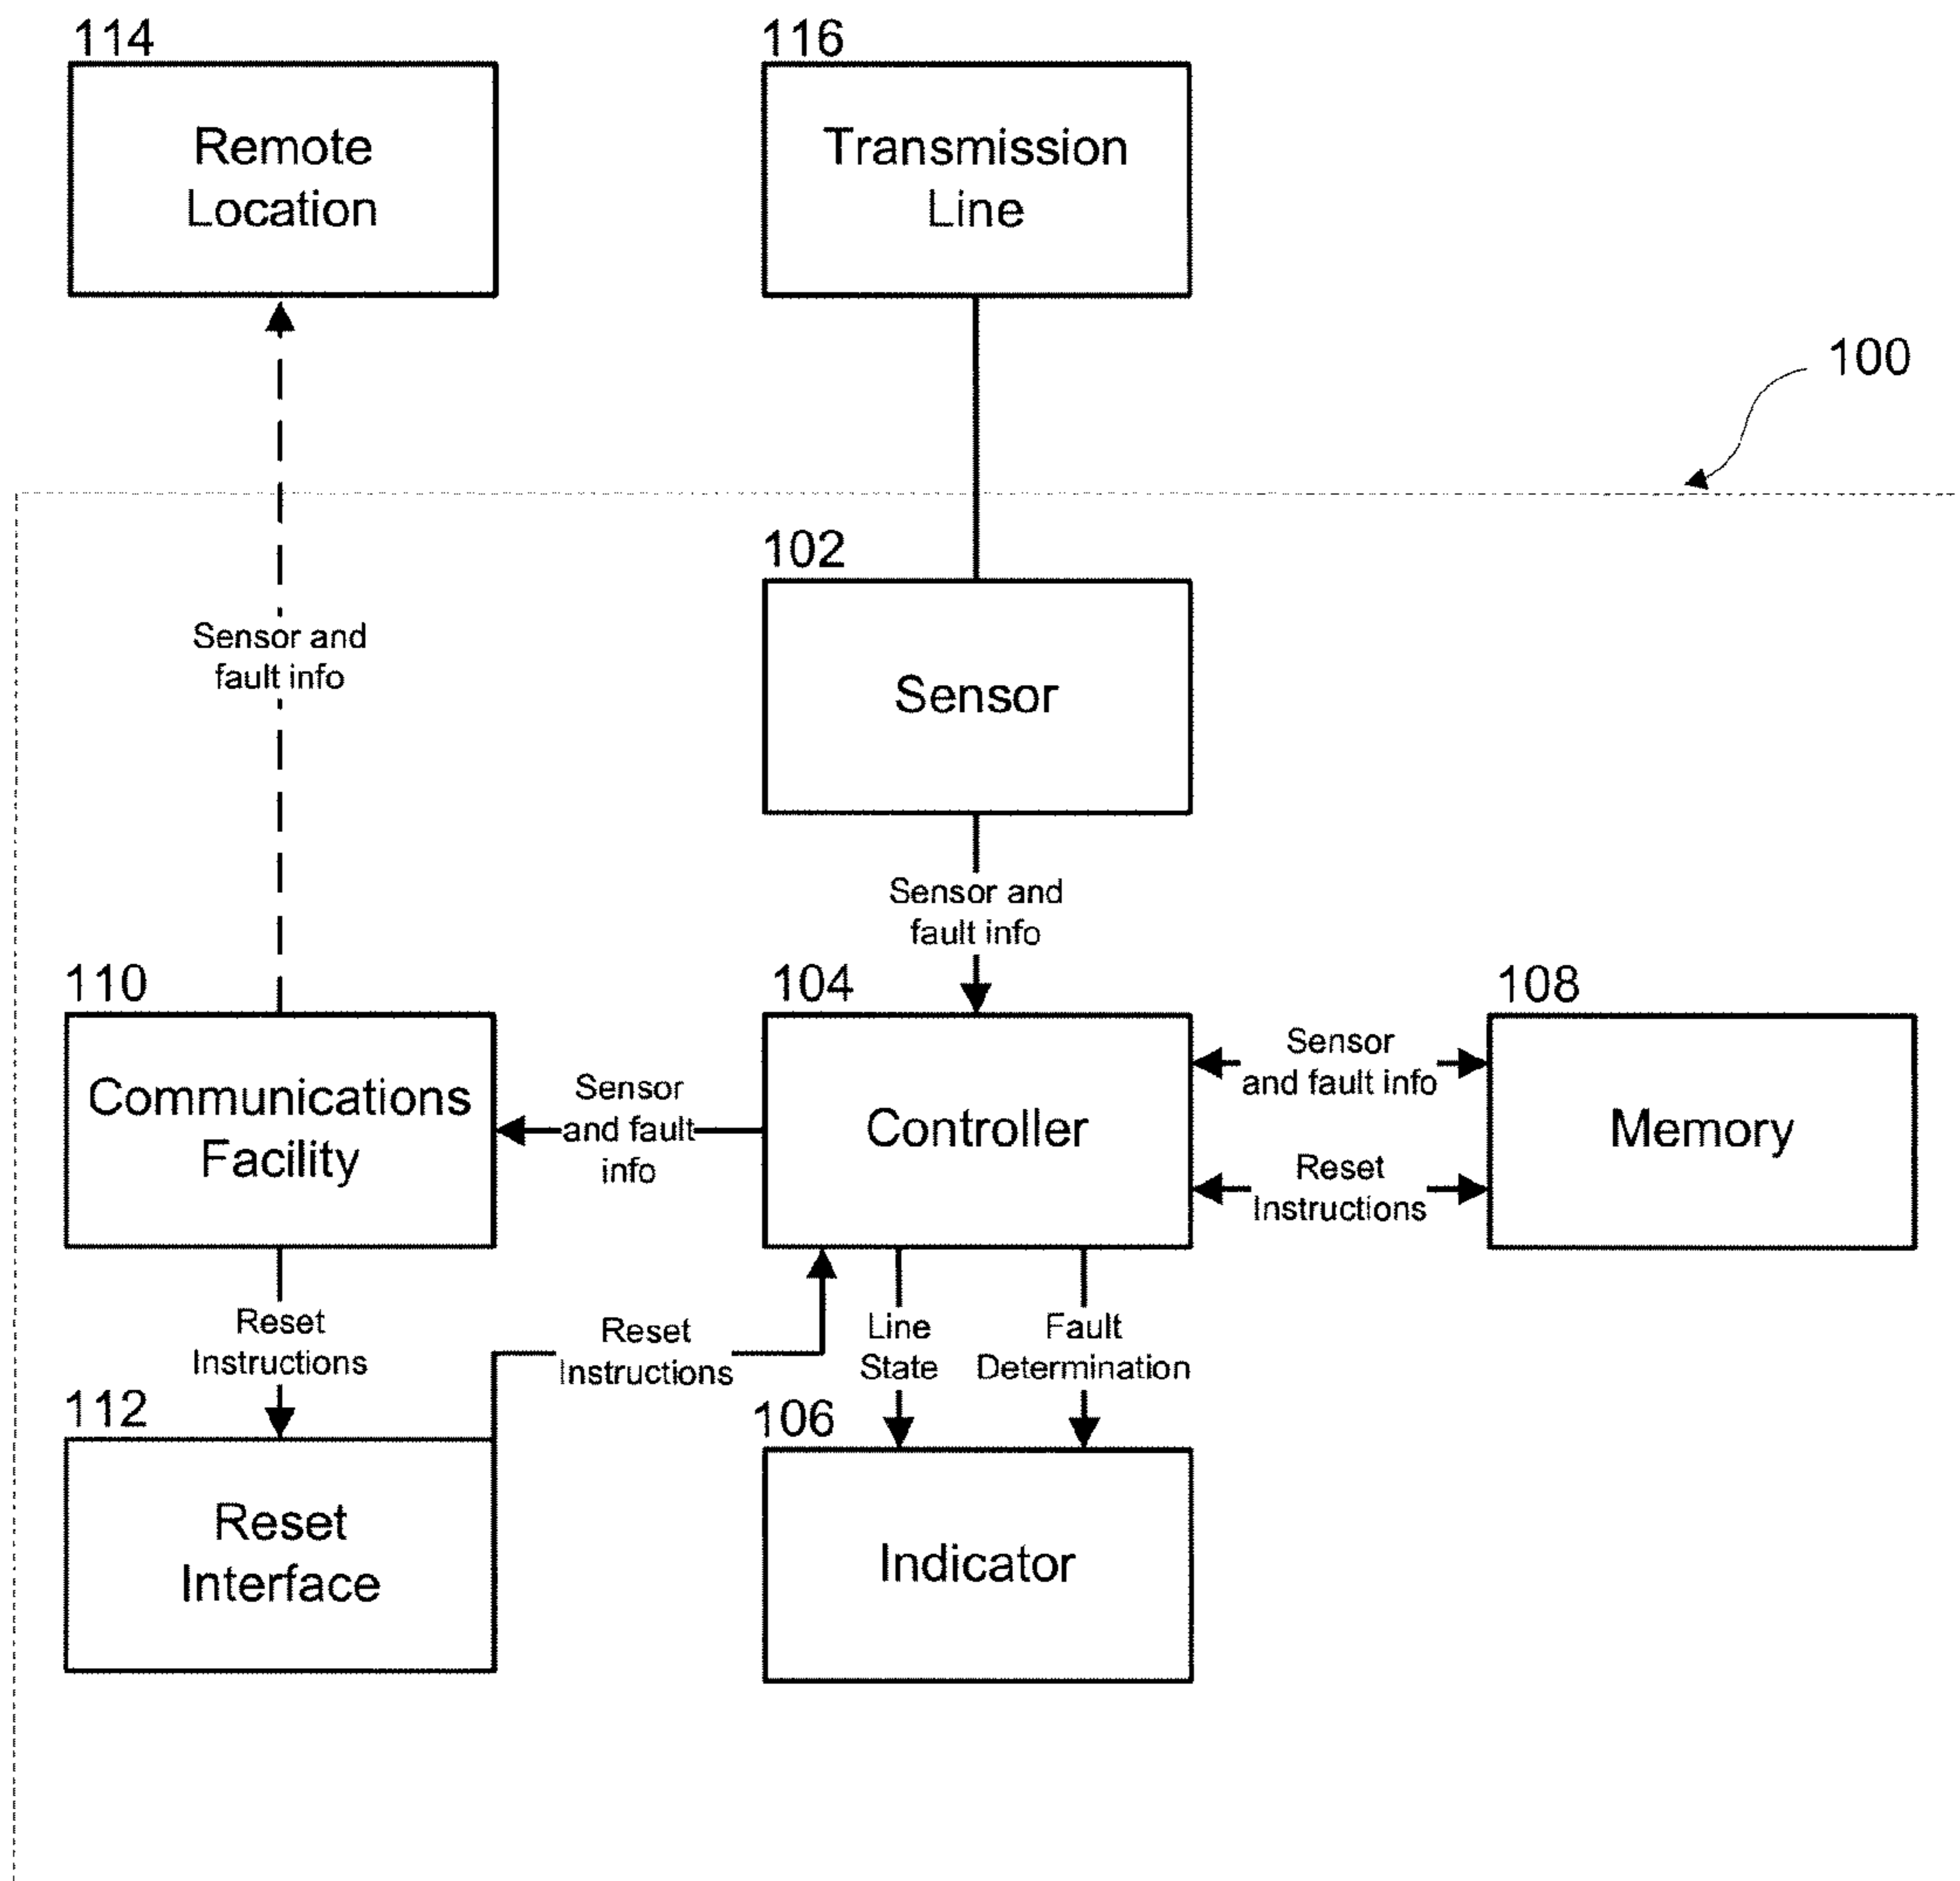 114
Remote
Location
116
Transmission
Line
100
102
Sensor
Sensor and
fault info
Sensor and
fault info
110
Communications
Facility
Sensor
and fault
info
104
Controller
Sensor
and fault info
Reset
Instructions
108
Memory
Reset
Instructions
Reset
Instructions
Line
State
Fault
Determination
112
Reset
Interface
106
Indicator